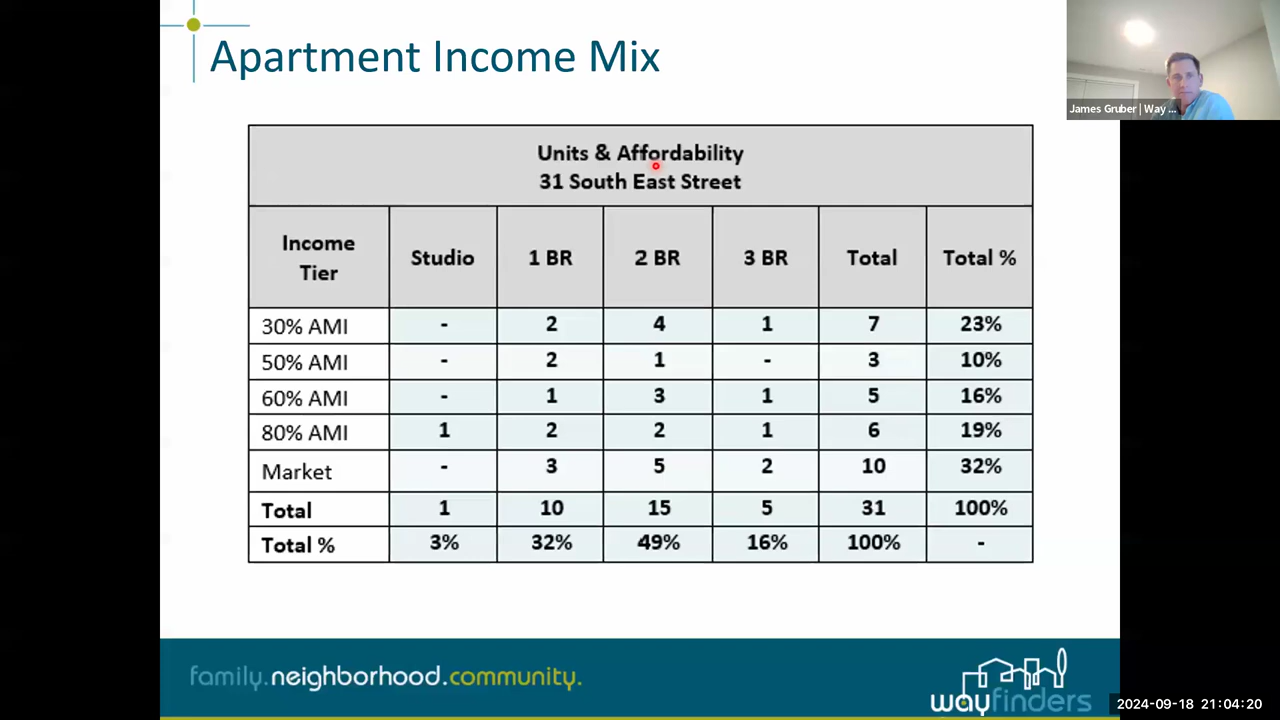 Apartment Income Mix
James Gruber | Way ...
Units & Affordability
31 South East Street
Income Tier Studio 1 BR 2 BR 3 BR Total Total %
30% AMI - 2 4 1 7 23%
50% AMI - 2 1 - 3 10%
60% AMI - 1 3 1 5 16%
80% AMI 1 2 2 1 6 19%
Market - 3 5 2 10 32%
Total 1 10 15 5 31 100%
Total % 3% 32% 49% 16% 100% -
family.neighborhood.community.
wayfinders
2024-09-18 21:04:20